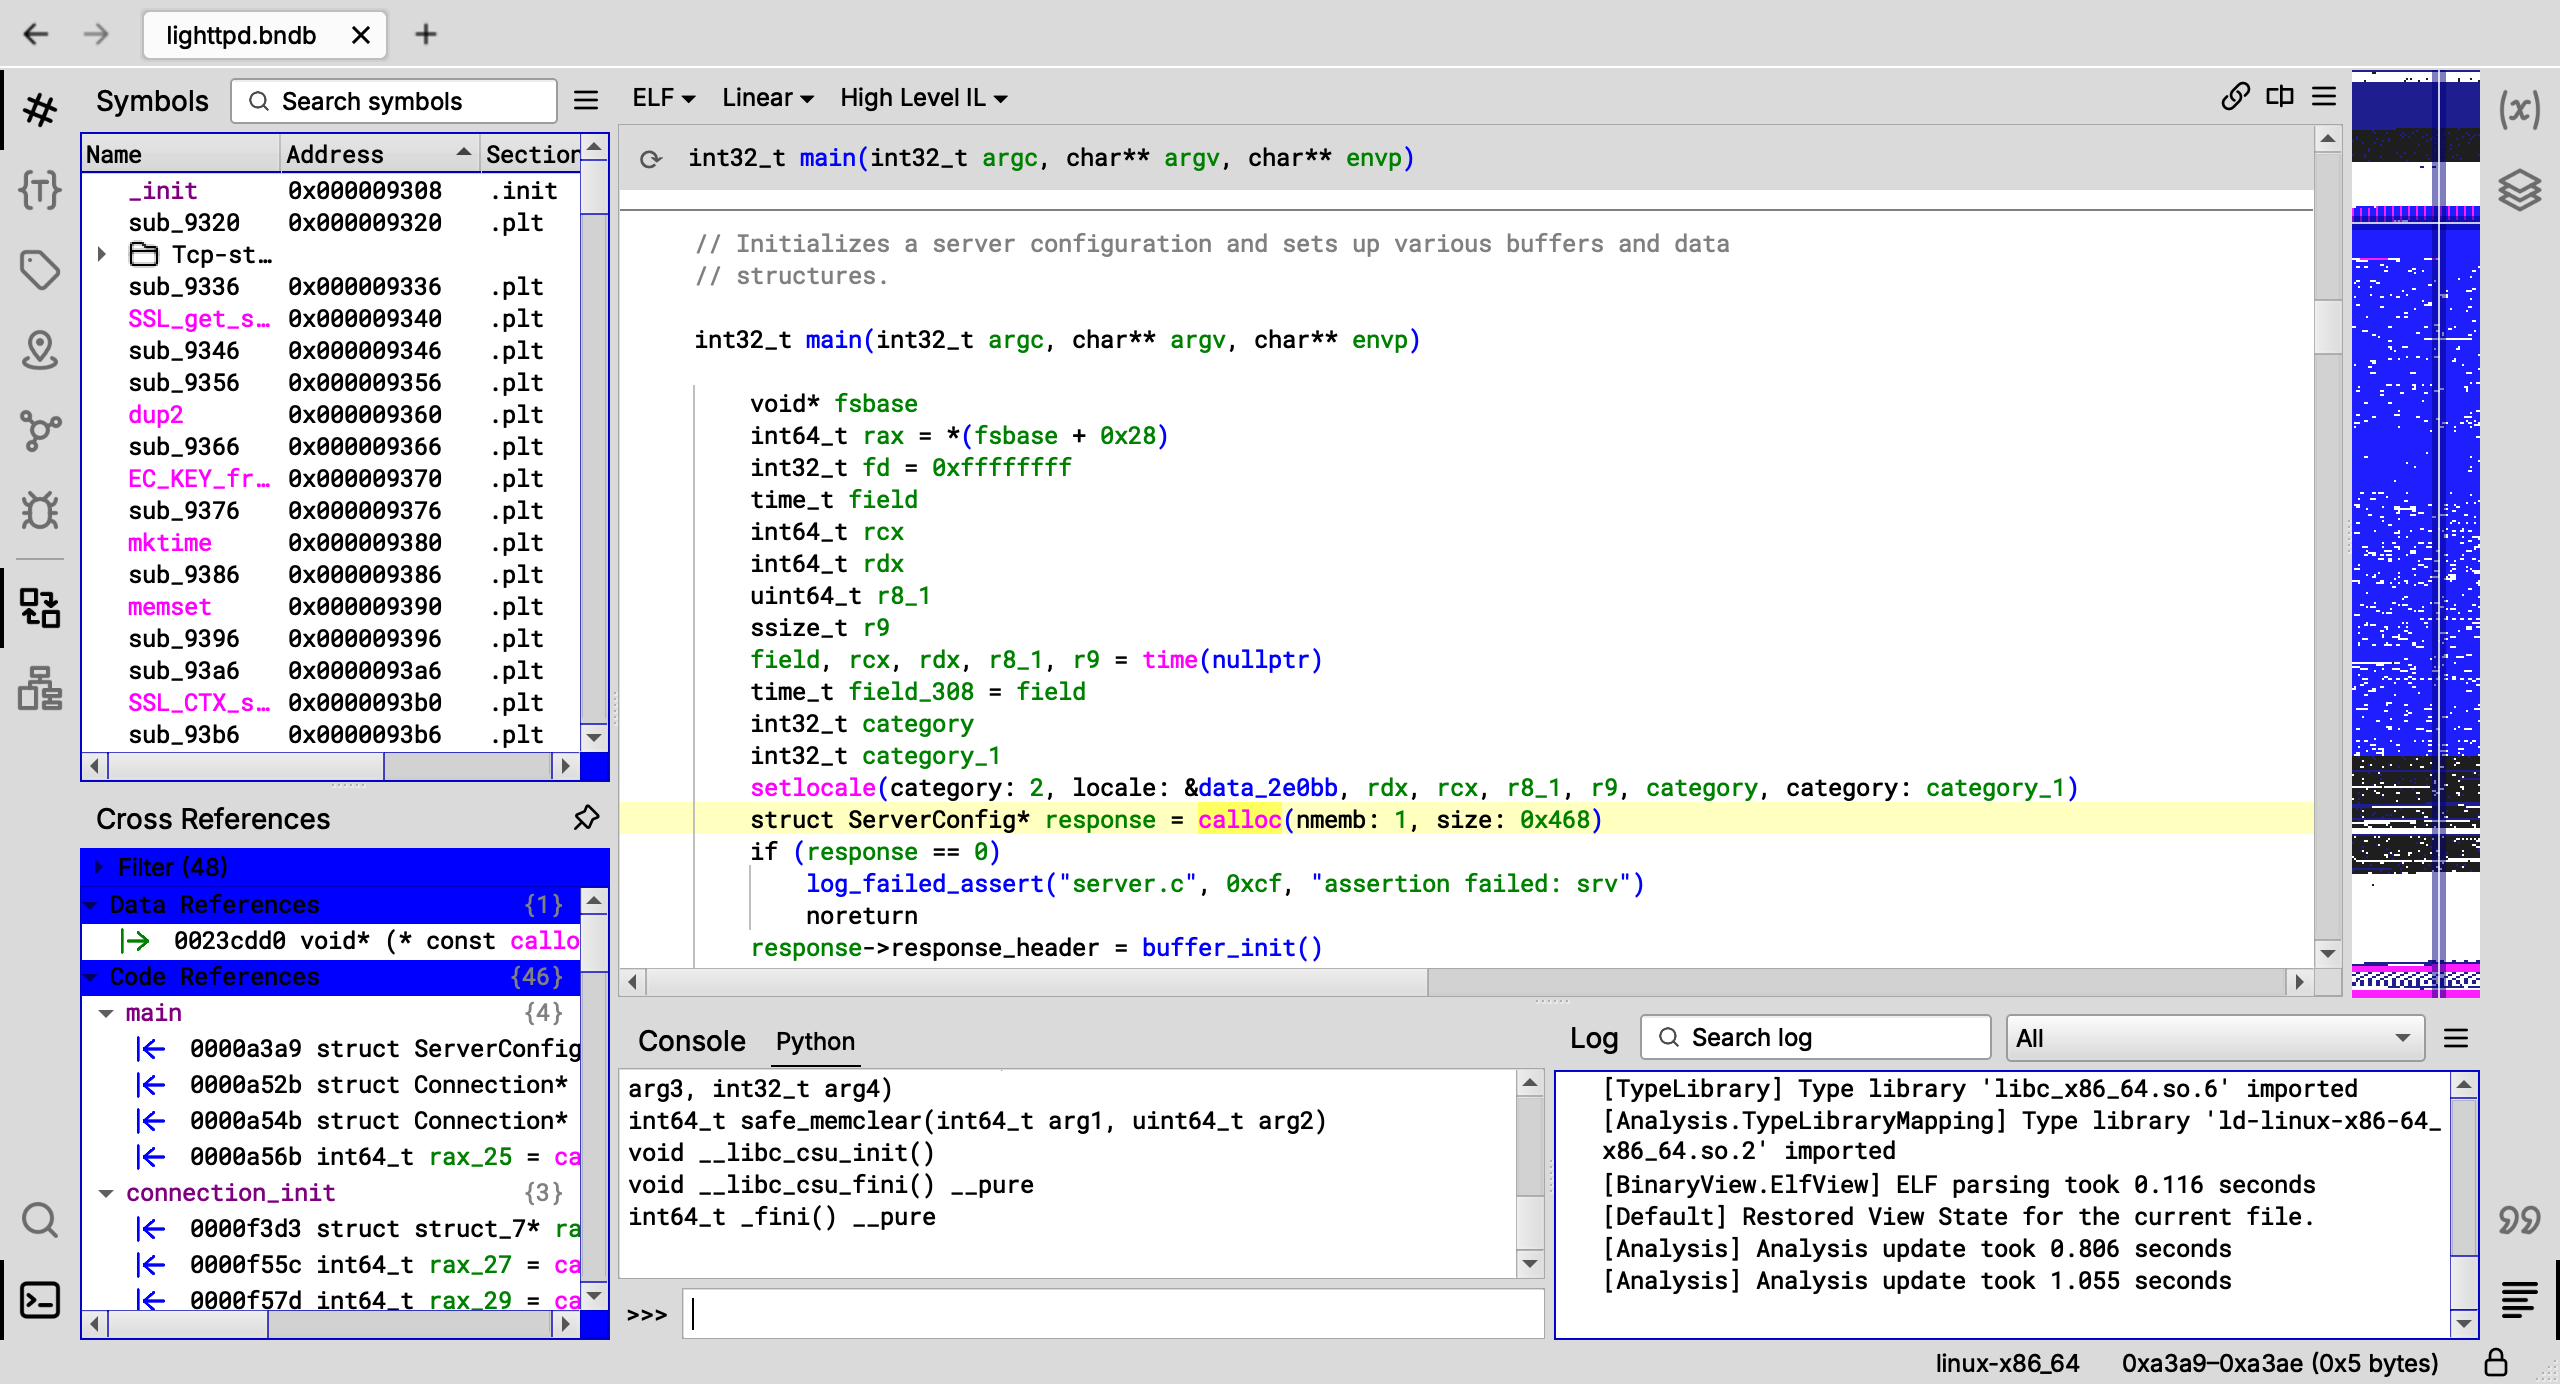 lighttpd.bndb
Symbols
Search symbols
ELF
Linear
High Level IL
Name Address Section
_init 0x000009308 .init
sub_9320 0x000009320 .plt
Tcp-st…
sub_9336 0x000009336 .plt
SSL_get_s… 0x000009340 .plt
sub_9346 0x000009346 .plt
sub_9356 0x000009356 .plt
dup2 0x000009360 .plt
sub_9366 0x000009366 .plt
EC_KEY_fr… 0x000009370 .plt
sub_9376 0x000009376 .plt
mktime 0x000009380 .plt
sub_9386 0x000009386 .plt
memset 0x000009390 .plt
sub_9396 0x000009396 .plt
sub_93a6 0x0000093a6 .plt
SSL_CTX_s… 0x0000093b0 .plt
sub_93b6 0x0000093b6 .plt
Cross References
Filter (48)
Data References {1}
0023cdd0 void* (* const callo
Code References {46}
main {4}
0000a3a9 struct ServerConfig
0000a52b struct Connection*
0000a54b struct Connection*
0000a56b int64_t rax_25 = ca
connection_init {3}
0000f3d3 struct struct_7* ra
0000f55c int64_t rax_27 = ca
0000f57d int64_t rax_29 = ca
int32_t main(int32_t argc, char** argv, char** envp)
// Initializes a server configuration and sets up various buffers and data
// structures.
int32_t main(int32_t argc, char** argv, char** envp)
void* fsbase
int64_t rax = *(fsbase + 0x28)
int32_t fd = 0xffffffff
time_t field
int64_t rcx
int64_t rdx
uint64_t r8_1
ssize_t r9
field, rcx, rdx, r8_1, r9 = time(nullptr)
time_t field_308 = field
int32_t category
int32_t category_1
setlocale(category: 2, locale: &data_2e0bb, rdx, rcx, r8_1, r9, category, category: category_1)
struct ServerConfig* response = calloc(nmemb: 1, size: 0x468)
if (response == 0)
log_failed_assert("server.c", 0xcf, "assertion failed: srv")
noreturn
response->response_header = buffer_init()
Console
Python
arg3, int32_t arg4)
int64_t safe_memclear(int64_t arg1, uint64_t arg2)
void __libc_csu_init()
void __libc_csu_fini() __pure
int64_t _fini() __pure
>>>
Log
Search log
All
[TypeLibrary] Type library 'libc_x86_64.so.6' imported
[Analysis.TypeLibraryMapping] Type library 'ld-linux-x86-64_
x86_64.so.2' imported
[BinaryView.ElfView] ELF parsing took 0.116 seconds
[Default] Restored View State for the current file.
[Analysis] Analysis update took 0.806 seconds
[Analysis] Analysis update took 1.055 seconds
linux-x86_64
0xa3a9–0xa3ae (0x5 bytes)